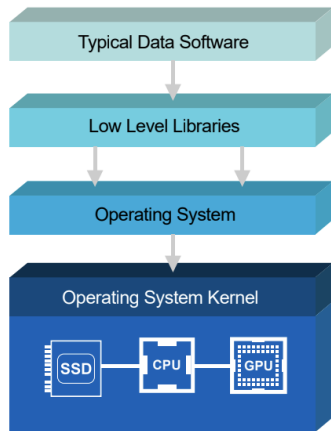 Typical Data Software
Low Level Libraries
Operating System
Operating System Kernel
SSD
CPU
GPU